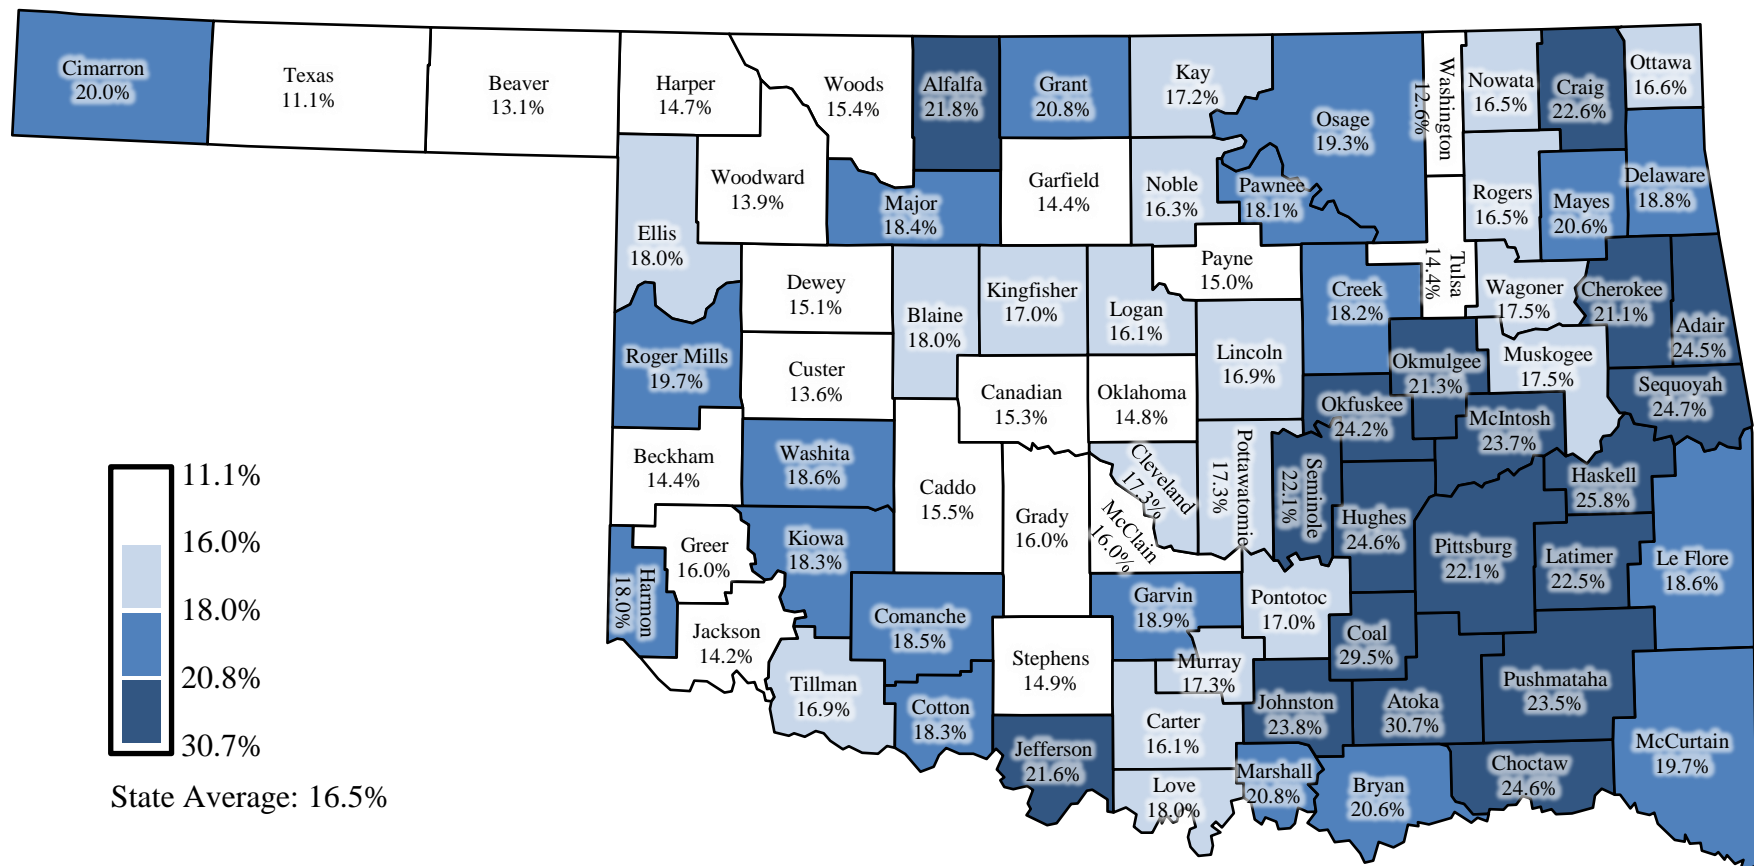 Cimarron
20.0%
Texas
11.1%
Beaver
13.1%
Harper
14.7%
Woods
15.4%
Alfalfa
21.8%
Grant
20.8%
Kay
17.2%
Osage
19.3%
Washington
12.6%
Nowata
16.5%
Craig
22.6%
Ottawa
16.6%
Woodward
13.9%
Major
18.4%
Garfield
14.4%
Noble
16.3%
Pawnee
18.1%
Rogers
16.5%
Mayes
20.6%
Delaware
18.8%
Ellis
18.0%
Dewey
15.1%
Blaine
18.0%
Kingfisher
17.0%
Logan
16.1%
Payne
15.0%
Creek
18.2%
Tulsa
14.4%
Wagoner
17.5%
Cherokee
21.1%
Adair
24.5%
Roger Mills
19.7%
Custer
13.6%
Canadian
15.3%
Oklahoma
14.8%
Lincoln
16.9%
Okmulgee
21.3%
Muskogee
17.5%
Sequoyah
24.7%
Okfuskee
24.2%
McIntosh
23.7%
Beckham
14.4%
Washita
18.6%
Caddo
15.5%
Grady
16.0%
Cleveland
17.3%
McClain
16.0%
Pottawatomie
17.3%
Seminole
22.1%
Hughes
24.6%
Pittsburg
22.1%
Haskell
25.8%
Latimer
22.5%
Le Flore
18.6%
Greer
16.0%
Kiowa
18.3%
Harmon
18.0%
Jackson
14.2%
Comanche
18.5%
Garvin
18.9%
Pontotoc
17.0%
Coal
29.5%
Tillman
16.9%
Cotton
18.3%
Stephens
14.9%
Murray
17.3%
Johnston
23.8%
Atoka
30.7%
Pushmataha
23.5%
McCurtain
19.7%
Jefferson
21.6%
Carter
16.1%
Love
18.0%
Marshall
20.8%
Bryan
20.6%
Choctaw
24.6%
11.1%
16.0%
18.0%
20.8%
30.7%
State Average: 16.5%